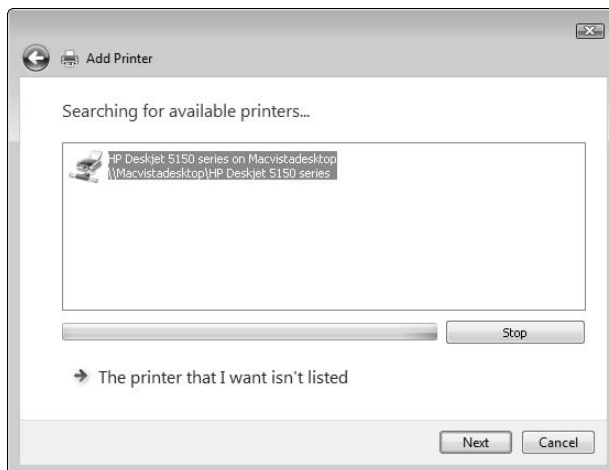 Add Printer
Searching for available printers...
HP Deskjet 5150 series on Macvistadesktop
\\Macvistadesktop\HP Deskjet 5150 series
Stop
The printer that I want isn't listed
Next
Cancel